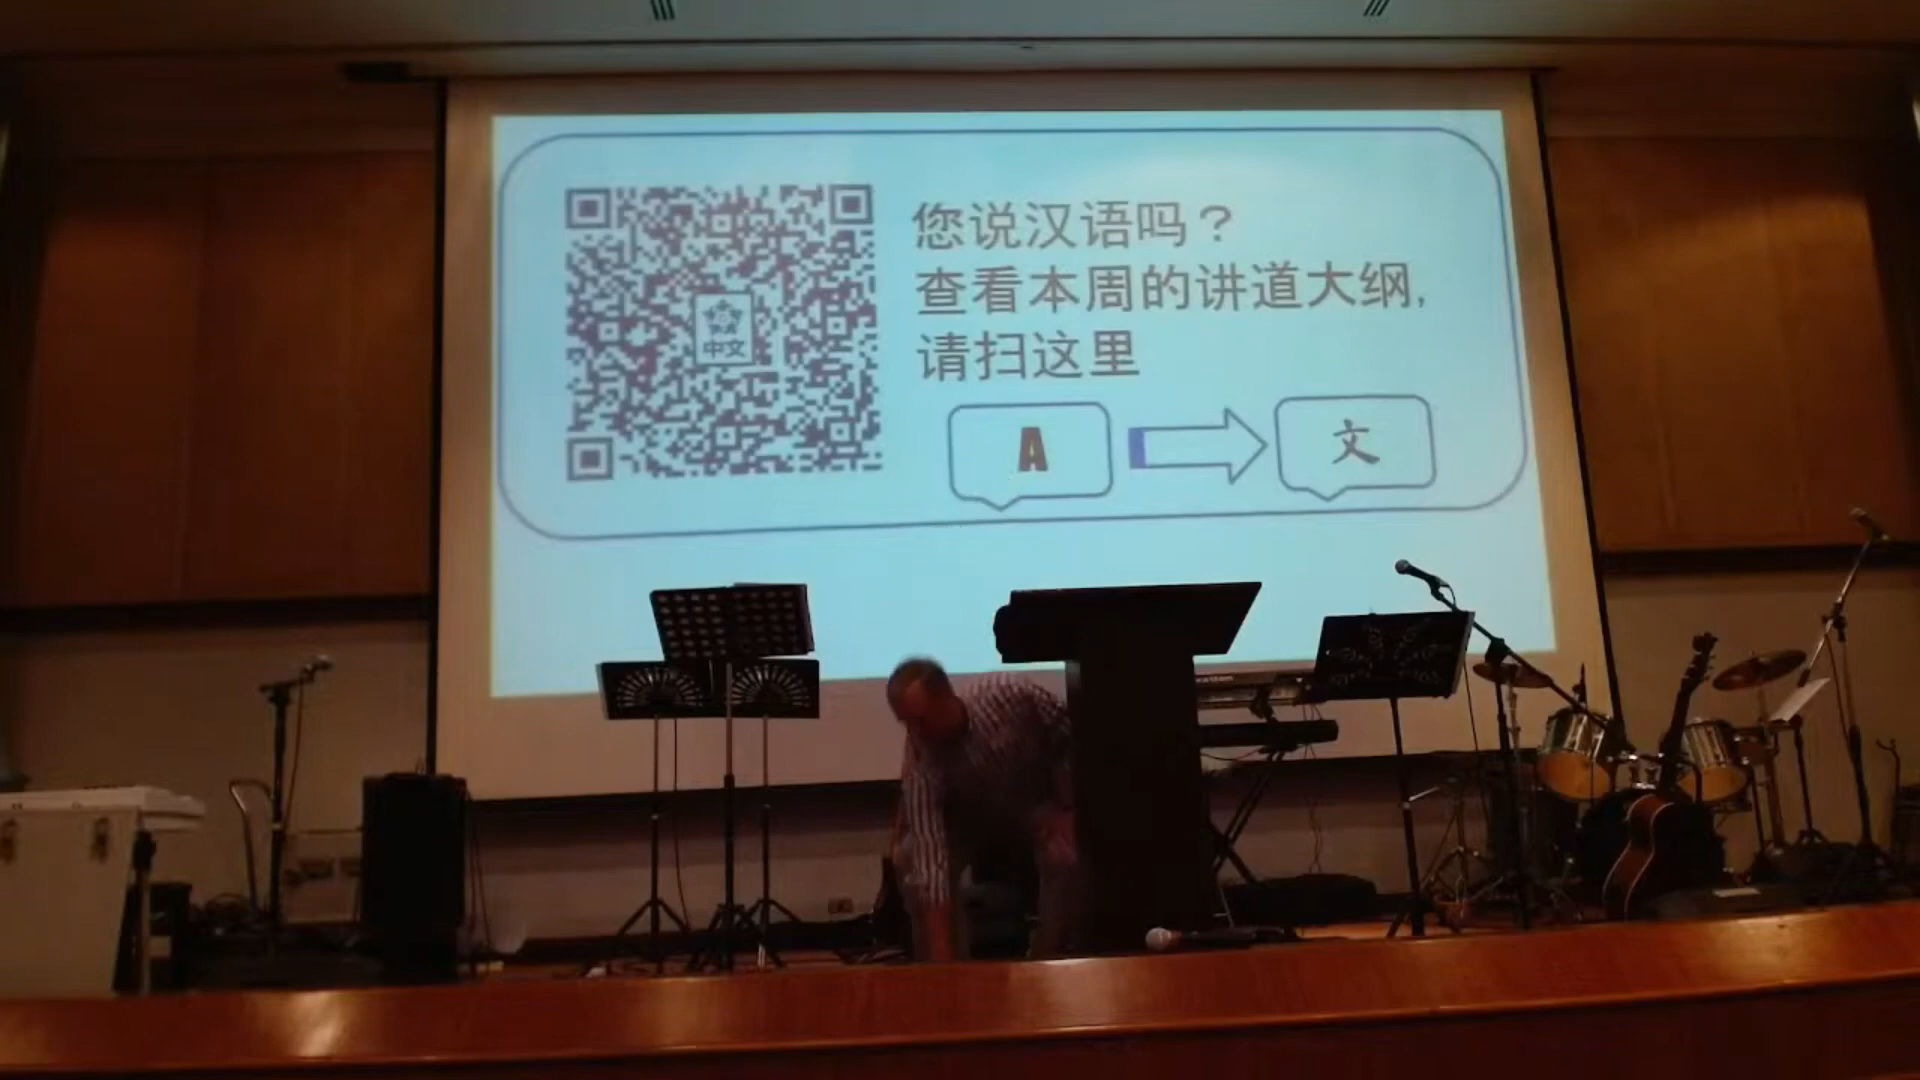 您说汉语吗？
查看本周的讲道大纲,
请扫这里
中文
A
文